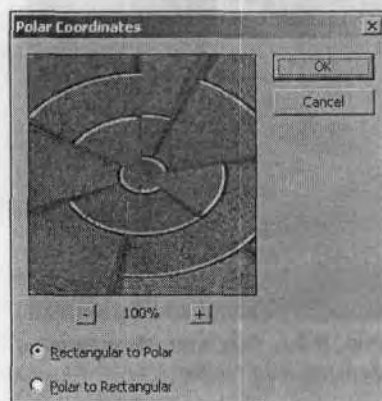 Polar Coordinates
OK
Cancel
- 100% +
Rectangular to Polar
Polar to Rectangular